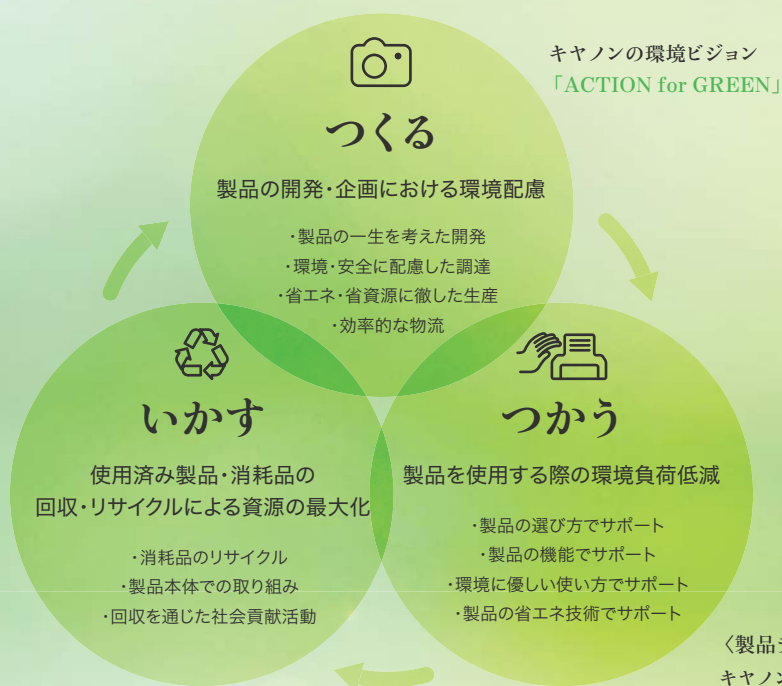 キヤノンの環境ビジョン
「ACTION for GREEN」
つくる
製品の開発・企画における環境配慮
・製品の一生を考えた開発
・環境・安全に配慮した調達
・省エネ・省資源に徹した生産
・効率的な物流
いかす
使用済み製品・消耗品の
回収・リサイクルによる資源の最大化
・消耗品のリサイクル
・製品本体での取り組み
・回収を通じた社会貢献活動
つかう
製品を使用する際の環境負荷低減
・製品の選び方でサポート
・製品の機能でサポート
・環境に優しい使い方でサポート
・製品の省エネ技術でサポート
〈製品
キヤノン